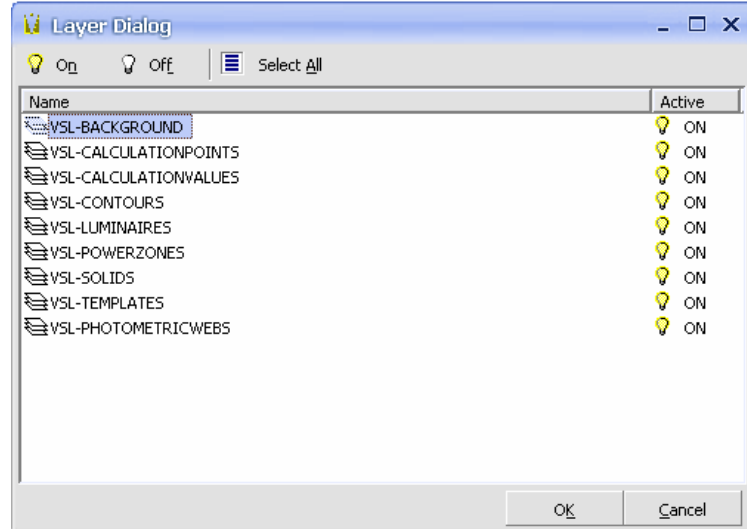 Layer Dialog
On Off Select All
Name Active
VSL-BACKGROUND ON
VSL-CALCULATIONPOINTS ON
VSL-CALCULATIONVALUES ON
VSL-CONTOURS ON
VSL-LUMINAIRES ON
VSL-POWERZONES ON
VSL-SOLIDS ON
VSL-TEMPLATES ON
VSL-PHOTOMETRICWEBS ON
OK Cancel